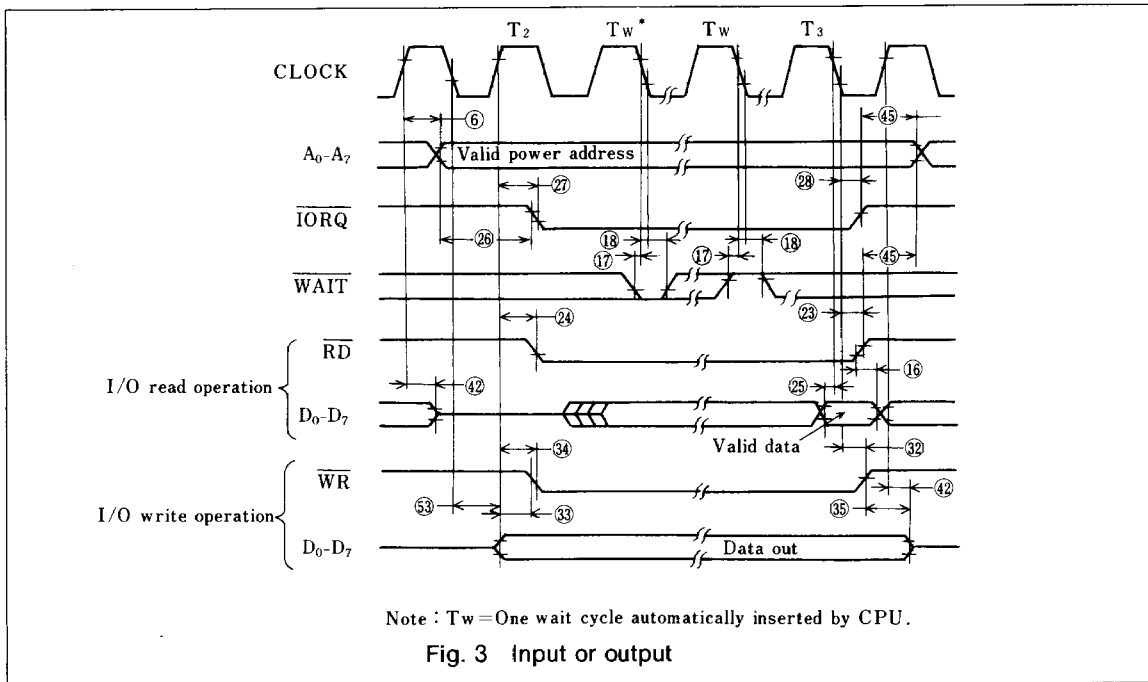 T₂ Tw* Tw T₃
CLOCK
⑥ ㊺
A₀-A₇ Valid power address
㉗ ㉘
IORQ
㉖ ⑱ ⑱
⑰ ⑰ ㊺
WAIT
㉔ ㉓
RD
⑯
I/O read operation ㊷ ㉕
D₀-D₇
Valid data ㉜
㉞
WR
㊷
I/O write operation 53 ㉝ ㉟
D₀-D₇ Data out
Note : Tw=One wait cycle automatically inserted by CPU.
Fig. 3 Input or output